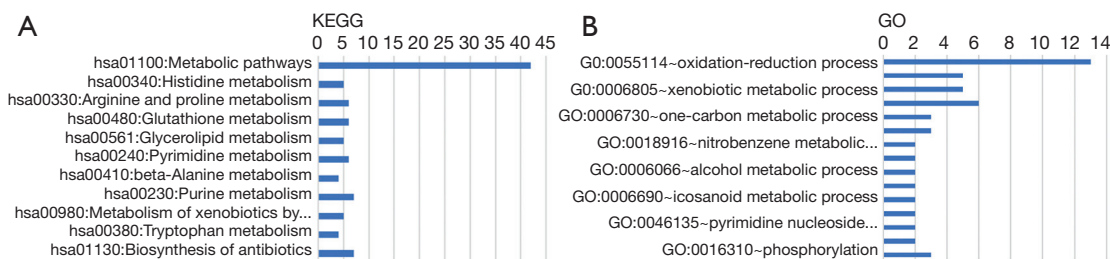 A
KEGG
0 5 10 15 20 25 30 35 40 45
hsa01100:Metabolic pathways
hsa00340:Histidine metabolism
hsa00330:Arginine and proline metabolism
hsa00480:Glutathione metabolism
hsa00561:Glycerolipid metabolism
hsa00240:Pyrimidine metabolism
hsa00410:beta-Alanine metabolism
hsa00230:Purine metabolism
hsa00980:Metabolism of xenobiotics by...
hsa00380:Tryptophan metabolism
hsa01130:Biosynthesis of antibiotics
B
GO
0 2 4 6 8 10 12 14
G0:0055114~oxidation-reduction process
G0:0006805~xenobiotic metabolic process
GO:0006730~one-carbon metabolic process
GO:0018916~nitrobenzene metabolic...
GO:0006066~alcohol metabolic process
GO:0006690~icosanoid metabolic process
GO:0046135~pyrimidine nucleoside...
GO:0016310~phosphorylation